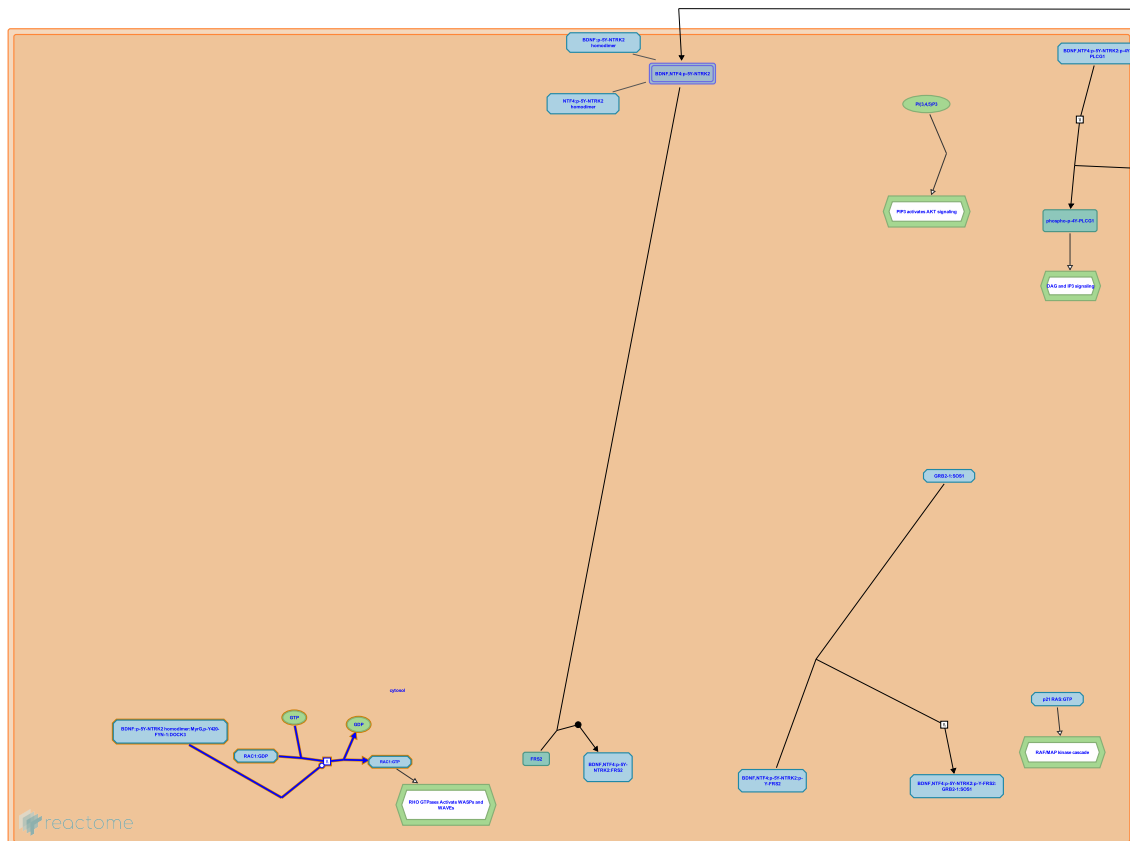 BDNF:p-5Y-NTRK2
homodimer
BDNF,NTF4:p-5Y-NTRK2:p-4Y-
PLCG1
BDNF,NTF4:p-5Y-NTRK2
NTF4:p-5Y-NTRK2
homodimer
PI(3,4,5)P3
PIP3 activates AKT signaling
phospho-p-4Y-PLCG1
DAG and IP3 signaling
GRB2-1:SOS1
cytosol
p21 RAS:GTP
GTP
GDP
BDNF:p-5Y-NTRK2 homodimer:MyrG,p-Y420-
FYN-1:DOCK3
RAC1:GDP
RAC1:GTP
FRS2
BDNF,NTF4:p-5Y-
NTRK2:FRS2
RAF/MAP kinase cascade
BDNF,NTF4:p-5Y-NTRK2:p-
Y-FRS2
BDNF,NTF4:p-5Y-NTRK2:p-Y-FRS2:
GRB2-1:SOS1
RHO GTPases Activate WASPs and
WAVEs
reactome